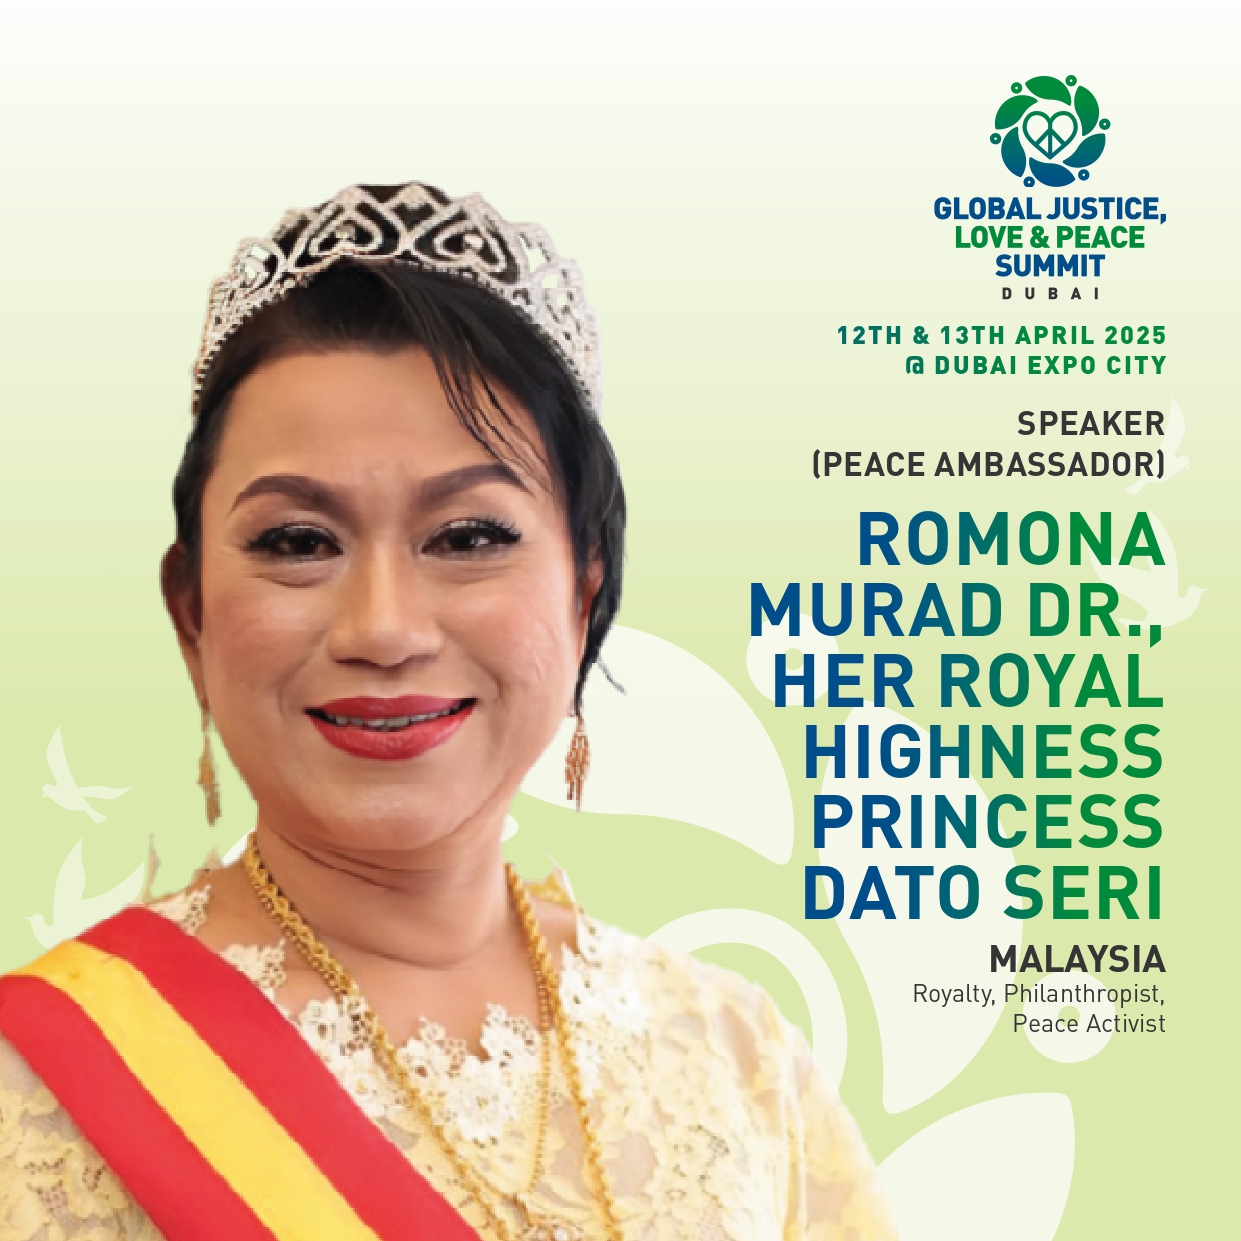 GLOBAL JUSTICE,
LOVE & PEACE
SUMMIT
DUBAI
12TH & 13TH APRIL 2025
@ DUBAI EXPO CITY
SPEAKER
(PEACE AMBASSADOR)
ROMONA
MURAD DR.,
HER ROYAL
HIGHNESS
PRINCESS
DATO SERI
MALAYSIA
Royalty, Philanthropist,
Peace Activist